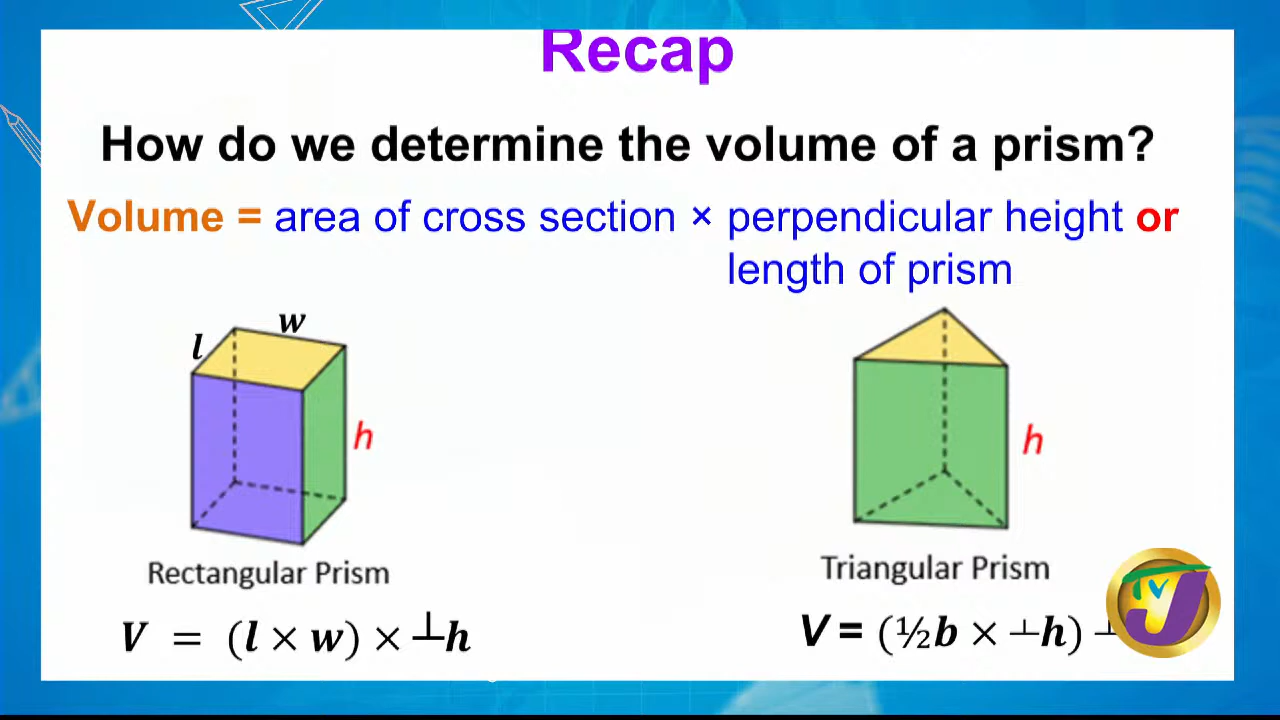 Recap
How do we determine the volume of a prism?
Volume = area of cross section × perpendicular height or
length of prism
w
l
h
h
Rectangular Prism
Triangular Prism
V = (l × w) × ⊥h
V = (½b × ⊥h) ⊥
TVJ